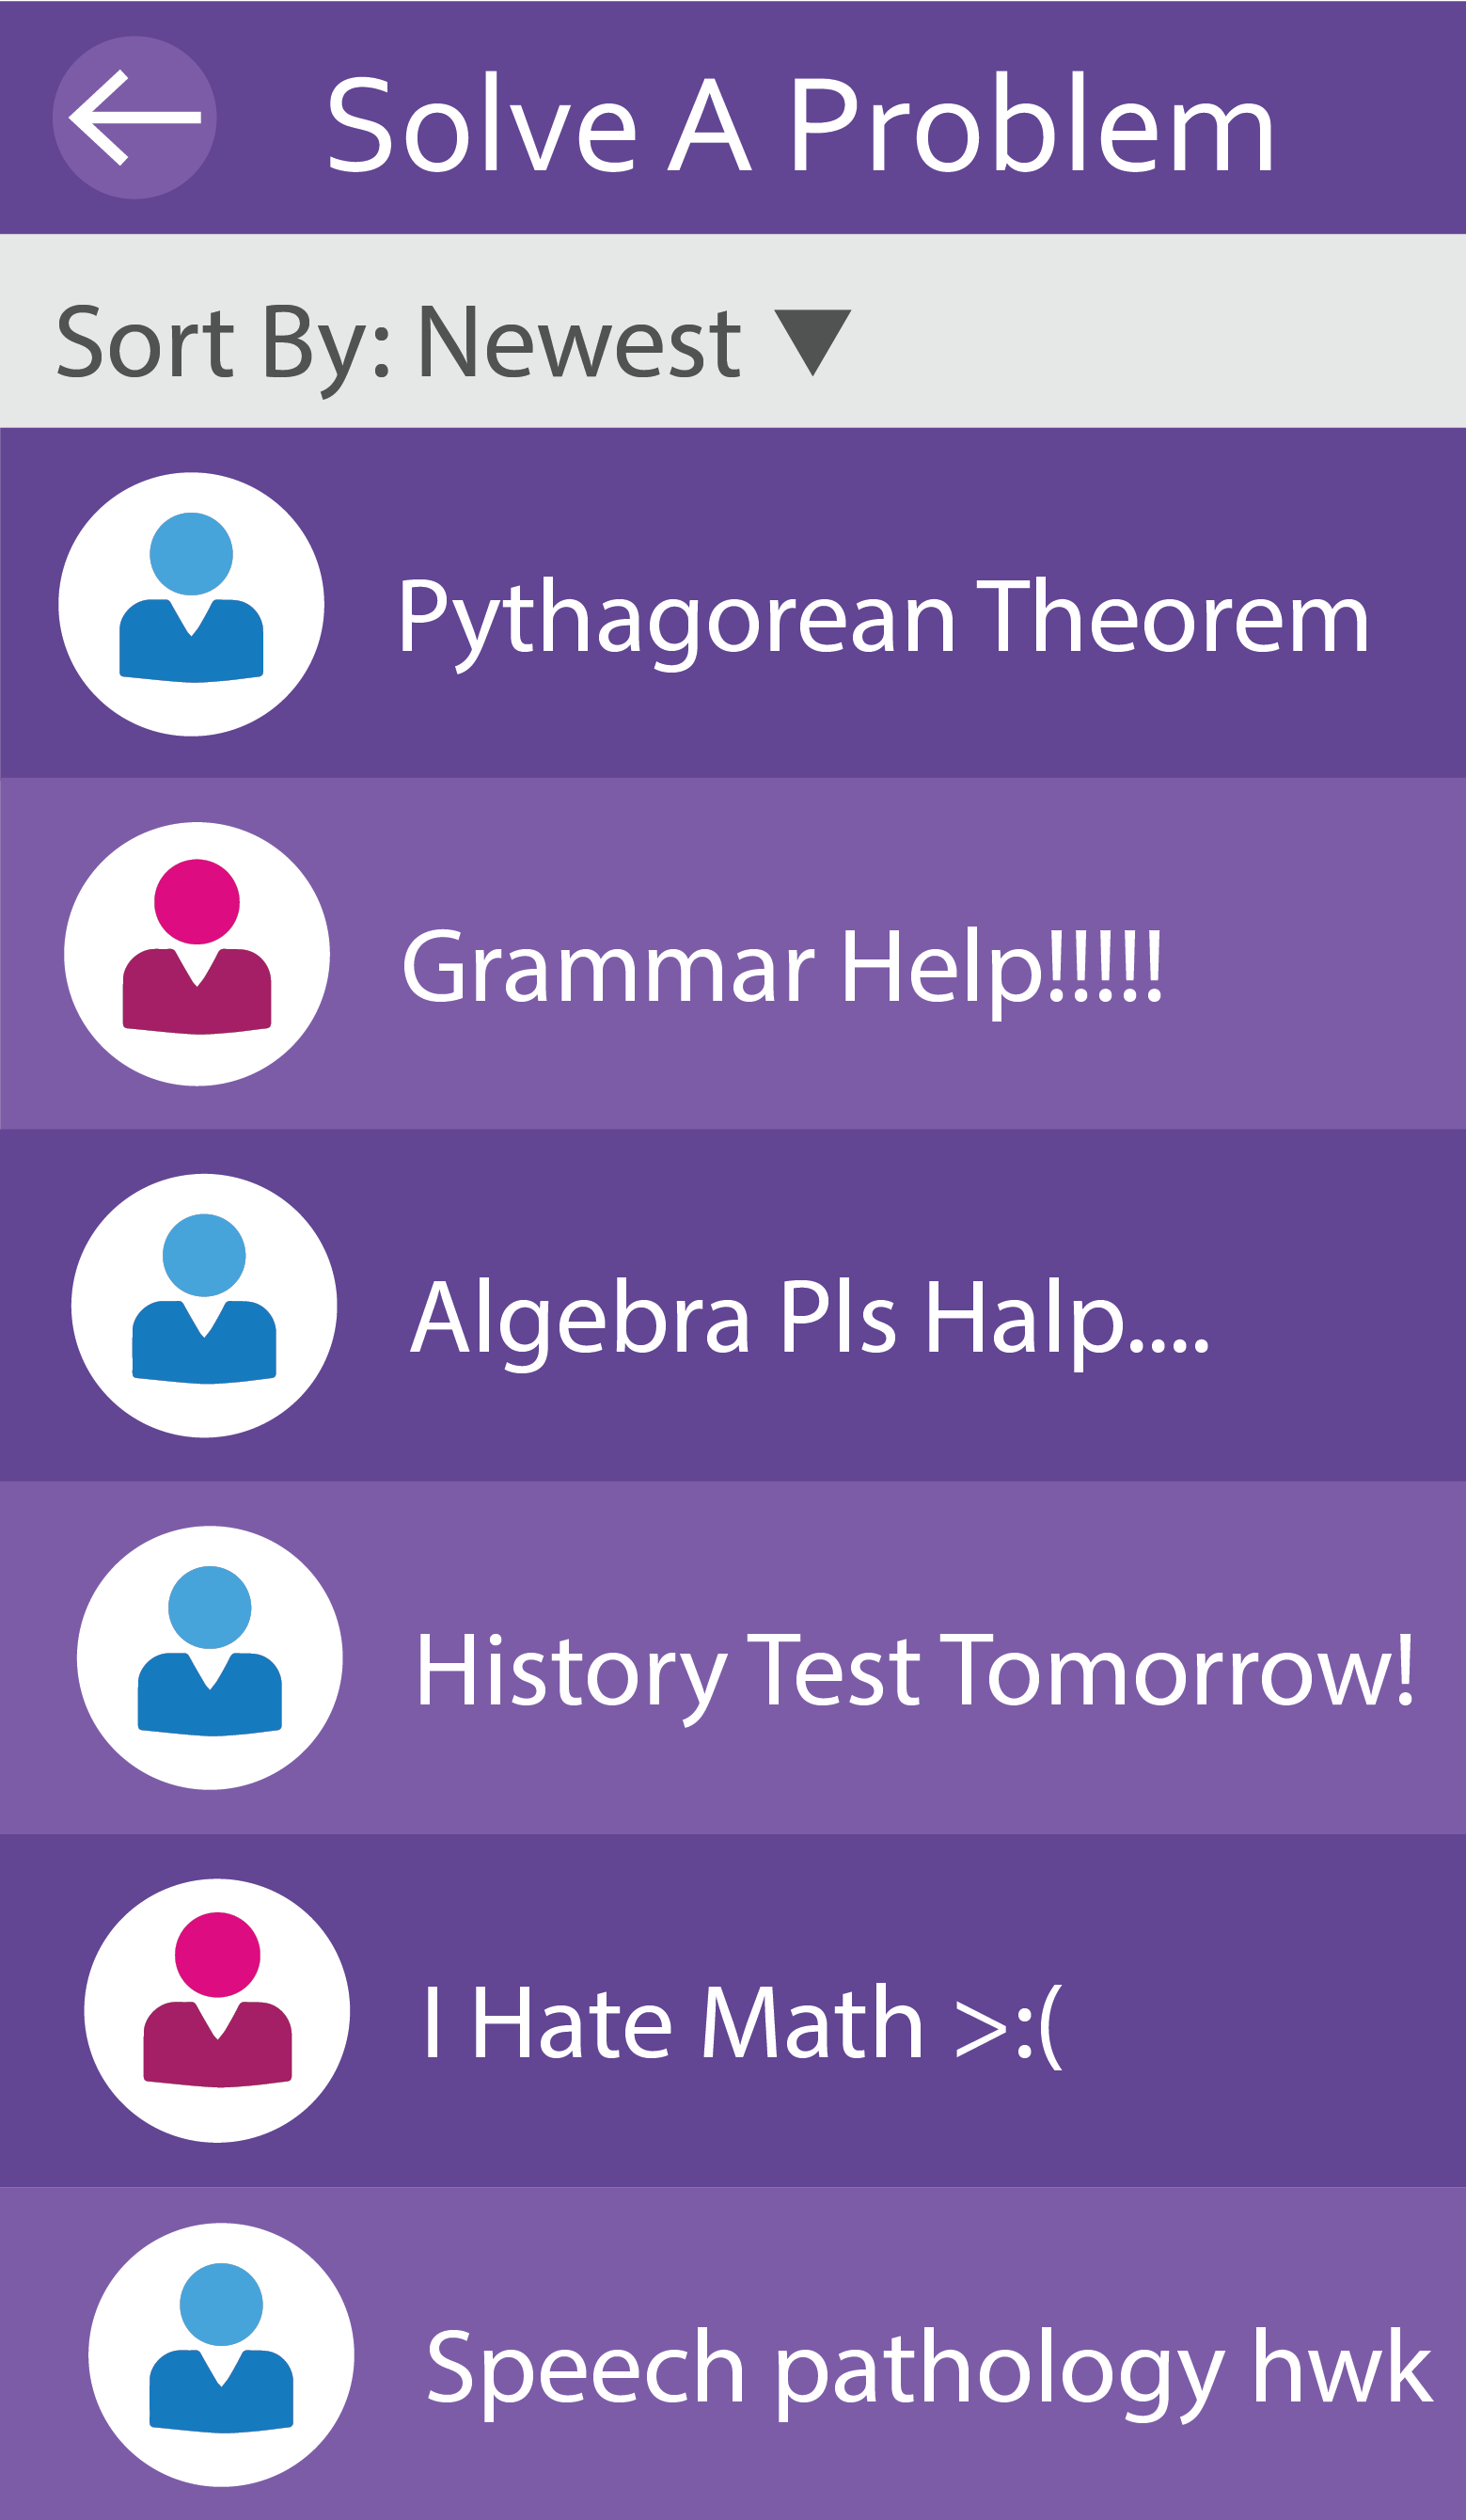 Solve A Problem
Sort By: Newest
Pythagorean Theorem
Grammar Help!!!!!
Algebra Pls Halp....
History Test Tomorrow!
I Hate Math >:(
Speech pathology hwk